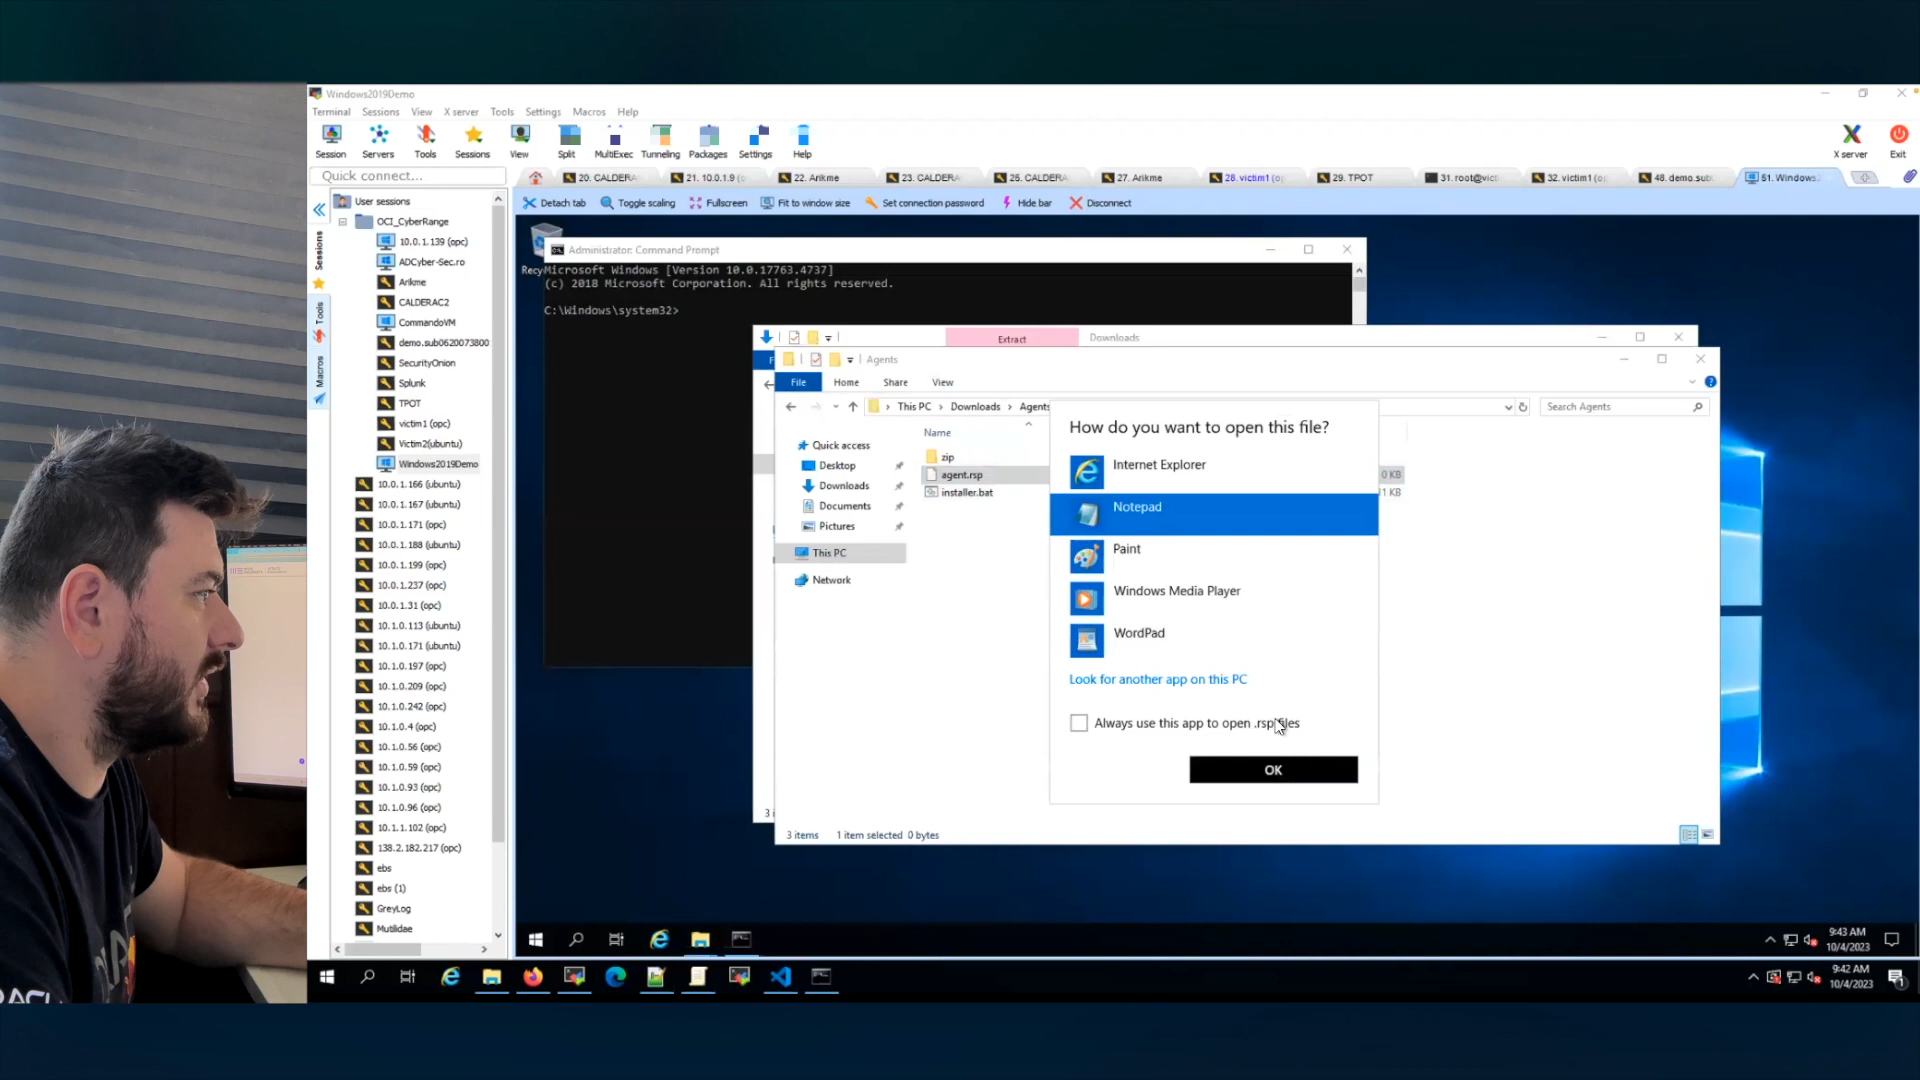 Windows2019Demo
Terminal Sessions View X server Tools Settings Macros Help
Session Servers Tools Sessions View Split MultiExec Tunneling Packages Settings Help X server Exit
Quick connect...
20. CALDERA 21. 10.0.1.9 (o 22. Arikme 23. CALDERA 26. CALDERA 27. Arikme 28. victim1 (o 29. TPOT 31. root@vict 32. victim1 (o 48. demo.sub 51. Windows
Detach tab Toggle scaling Fullscreen Fit to window size Set connection password Hide bar Disconnect
Sessions
Tools
Macros
User sessions
OCI_CyberRange
10.0.1.139 (opc)
ADCyber-Sec.ro
Arikme
CALDERAC2
CommandoVM
demo.sub0620073800
SecurityOnion
Splunk
TPOT
victim1 (opc)
Victim2(ubuntu)
Windows2019Demo
10.0.1.166 (ubuntu)
10.0.1.167 (ubuntu)
10.0.1.171 (opc)
10.0.1.188 (ubuntu)
10.0.1.199 (opc)
10.0.1.237 (opc)
10.0.1.31 (opc)
10.1.0.113 (ubuntu)
10.1.0.171 (ubuntu)
10.1.0.197 (opc)
10.1.0.209 (opc)
10.1.0.242 (opc)
10.1.0.4 (opc)
10.1.0.56 (opc)
10.1.0.59 (opc)
10.1.0.93 (opc)
10.1.0.96 (opc)
10.1.1.102 (opc)
138.2.182.217 (opc)
ebs
ebs (1)
GreyLog
Mutilidae
Recy
Administrator: Command Prompt
Microsoft Windows [Version 10.0.17763.4737]
(c) 2018 Microsoft Corporation. All rights reserved.
C:\Windows\system32>
Extract Downloads
Agents
File Home Share View
This PC > Downloads > Agents
Search Agents
Quick access
Desktop
Downloads
Documents
Pictures
This PC
Network
Name
zip
agent.rsp 0 KB
installer.bat KB
How do you want to open this file?
Internet Explorer
Notepad
Paint
Windows Media Player
WordPad
Look for another app on this PC
Always use this app to open .rsp files
OK
3 i
3 items 1 item selected 0 bytes
9:43 AM
10/4/2023
9:42 AM
10/4/2023